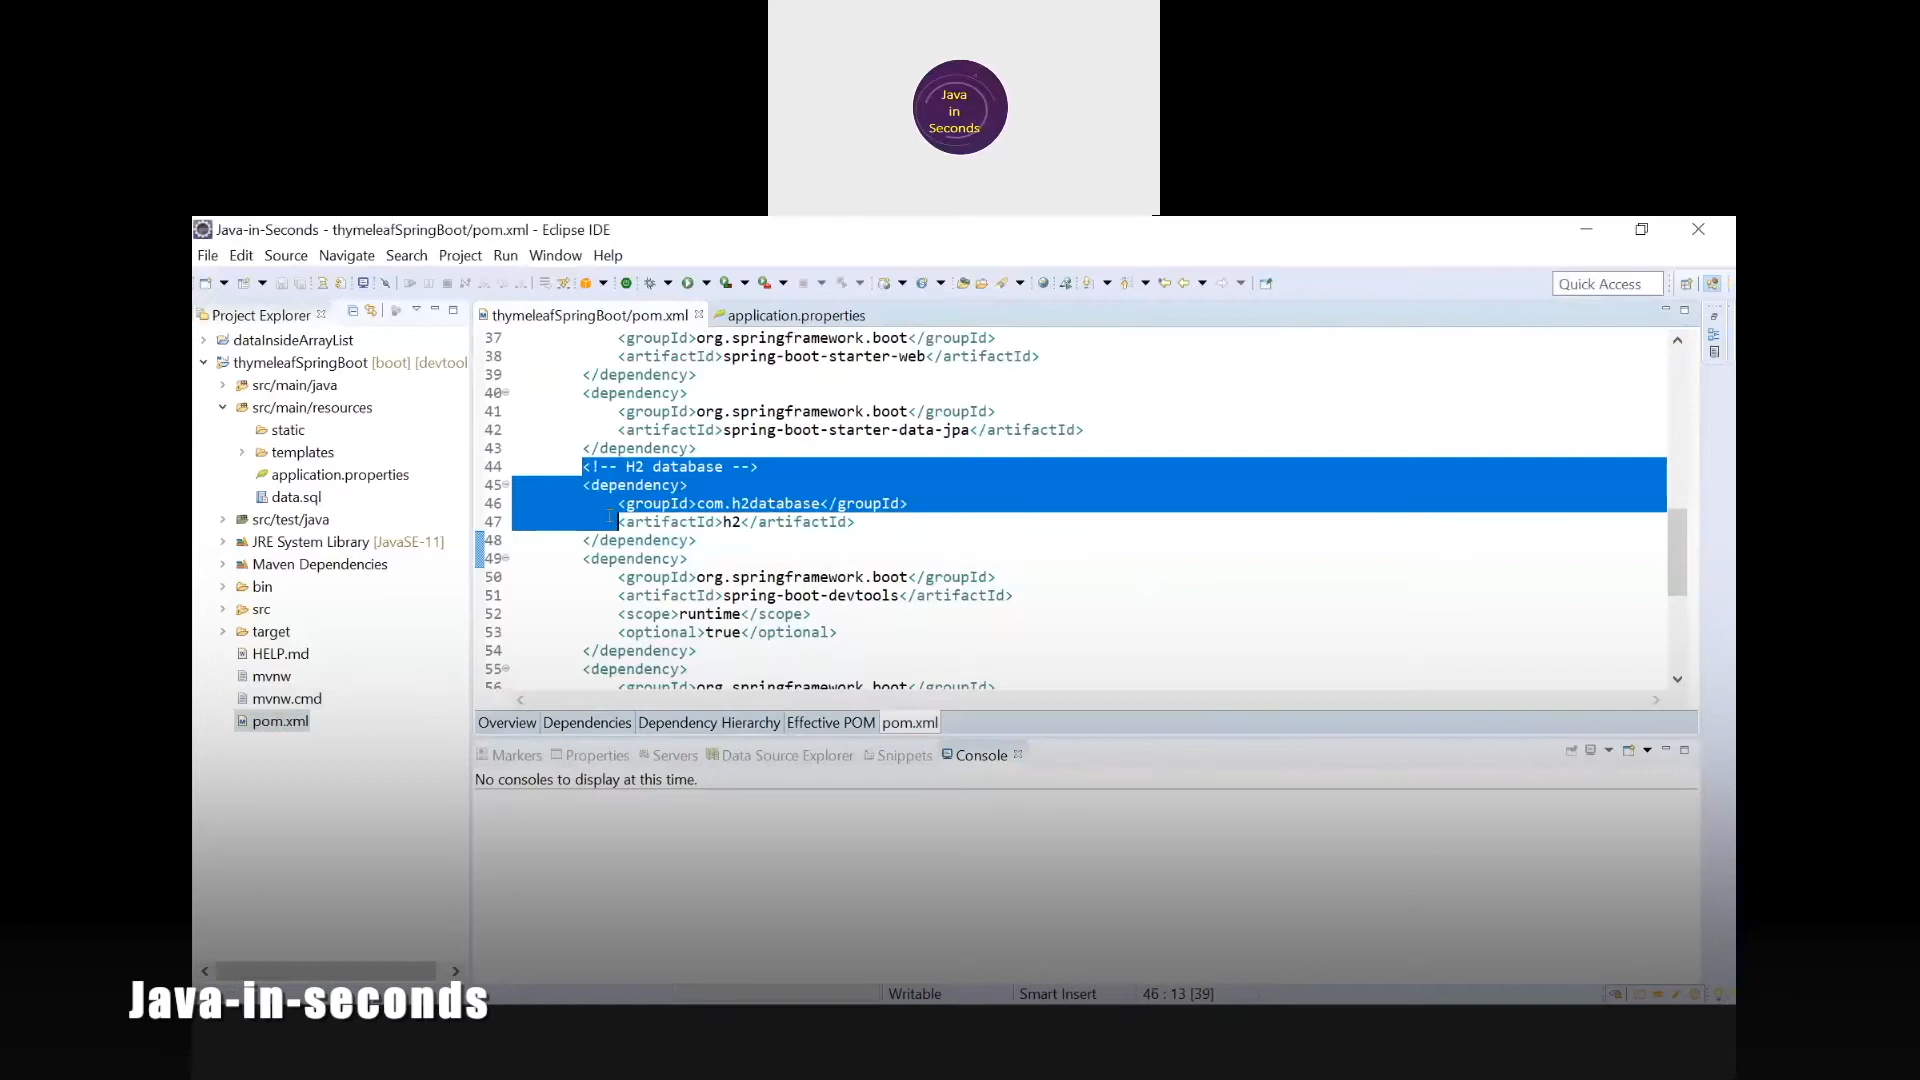 Java
in
Seconds
Java-in-Seconds - thymeleafSpringBoot/pom.xml - Eclipse IDE
File Edit Source Navigate Search Project Run Window Help
Quick Access
Project Explorer
thymeleafSpringBoot/pom.xml application.properties
dataInsideArrayList
thymeleafSpringBoot [boot] [devtool
src/main/java
src/main/resources
static
templates
application.properties
data.sql
src/test/java
JRE System Library [JavaSE-11]
Maven Dependencies
bin
src
target
HELP.md
mvnw
mvnw.cmd
pom.xml
37 <groupId>org.springframework.boot</groupId>
38 <artifactId>spring-boot-starter-web</artifactId>
39 </dependency>
40 <dependency>
41 <groupId>org.springframework.boot</groupId>
42 <artifactId>spring-boot-starter-data-jpa</artifactId>
43 </dependency>
44 <!-- H2 database -->
45 <dependency>
46 <groupId>com.h2database</groupId>
47 <artifactId>h2</artifactId>
48 </dependency>
49 <dependency>
50 <groupId>org.springframework.boot</groupId>
51 <artifactId>spring-boot-devtools</artifactId>
52 <scope>runtime</scope>
53 <optional>true</optional>
54 </dependency>
55 <dependency>
56 <groupId>org.springframework.boot</groupId>
Overview Dependencies Dependency Hierarchy Effective POM pom.xml
Markers Properties Servers Data Source Explorer Snippets Console
No consoles to display at this time.
Writable Smart Insert 46 : 13 [39]
Java-in-seconds